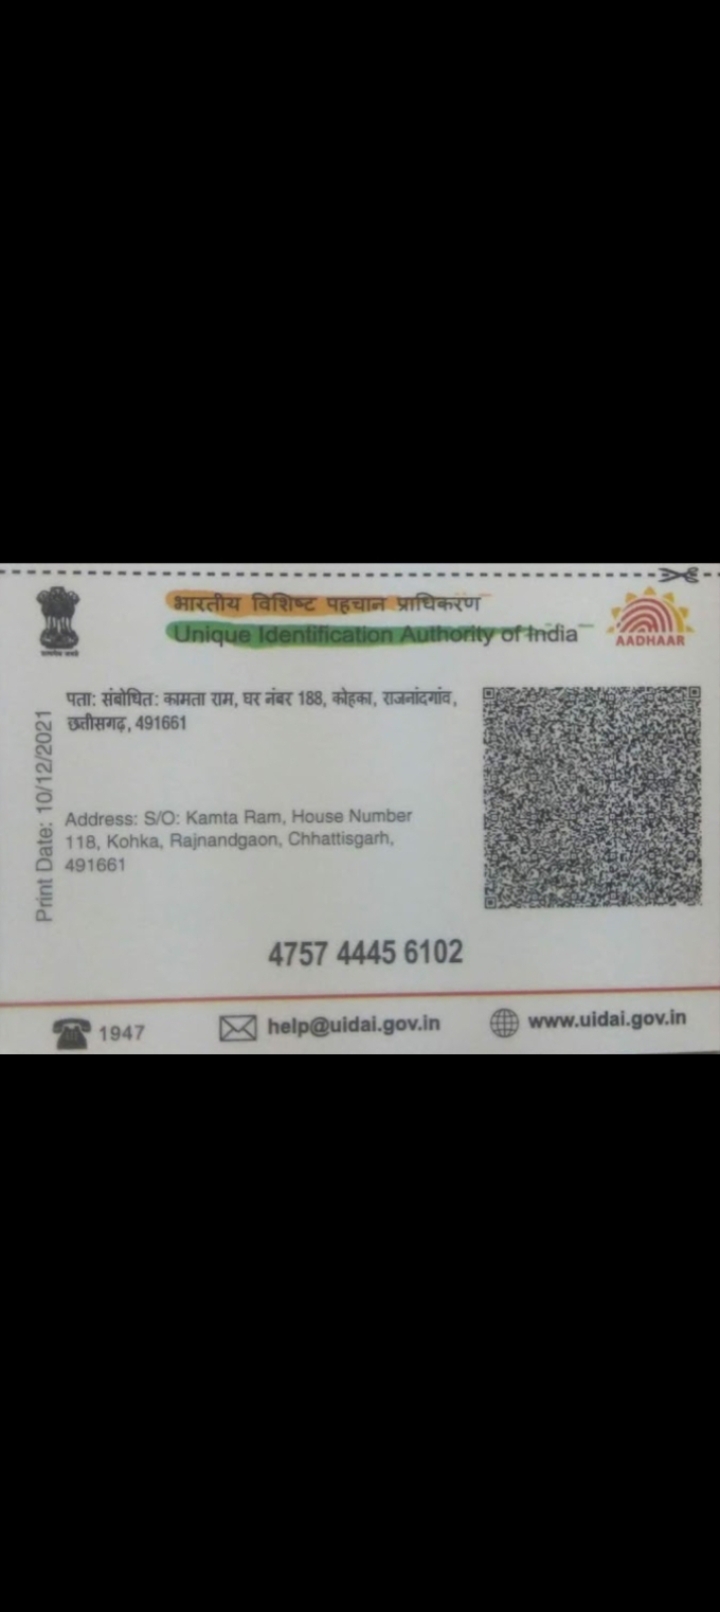 भारतीय विशिष्ट पहचान प्राधिकरण
Unique Identification Authority of India
AADHAAR
पता: संबोधित: कामता राम, घर नंबर 188, कोहका, राजनांदगांव,
छतीसगढ़, 491661
Print Date: 10/12/2021
Address: S/O: Kamta Ram, House Number
118, Kohka, Rajnandgaon, Chhattisgarh,
491661
4757 4445 6102
1947
help@uidai.gov.in
www.uidai.gov.in